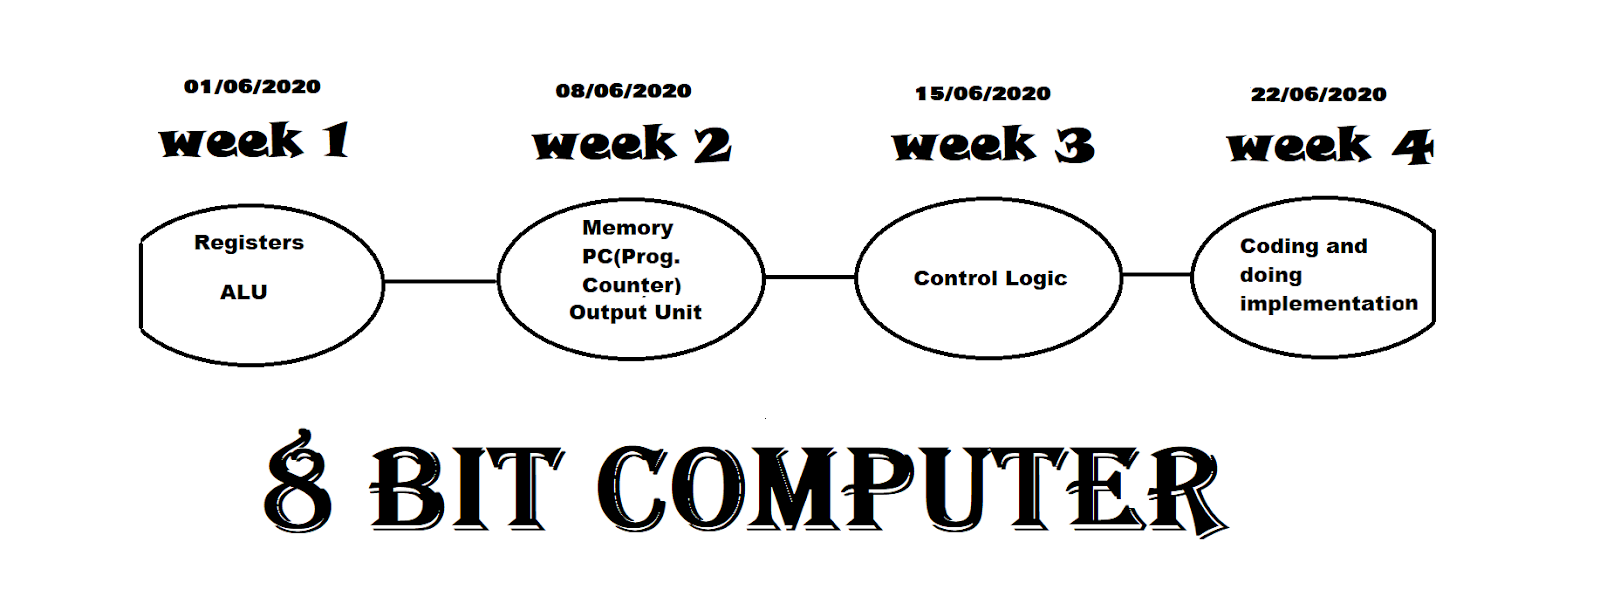 01/06/2020
week 1
Registers
ALU
08/06/2020
week 2
Memory
PC(Prog.
Counter)
Output Unit
15/06/2020
week 3
Control Logic
22/06/2020
week 4
Coding and
doing
implementation
8 BIT COMPUTER